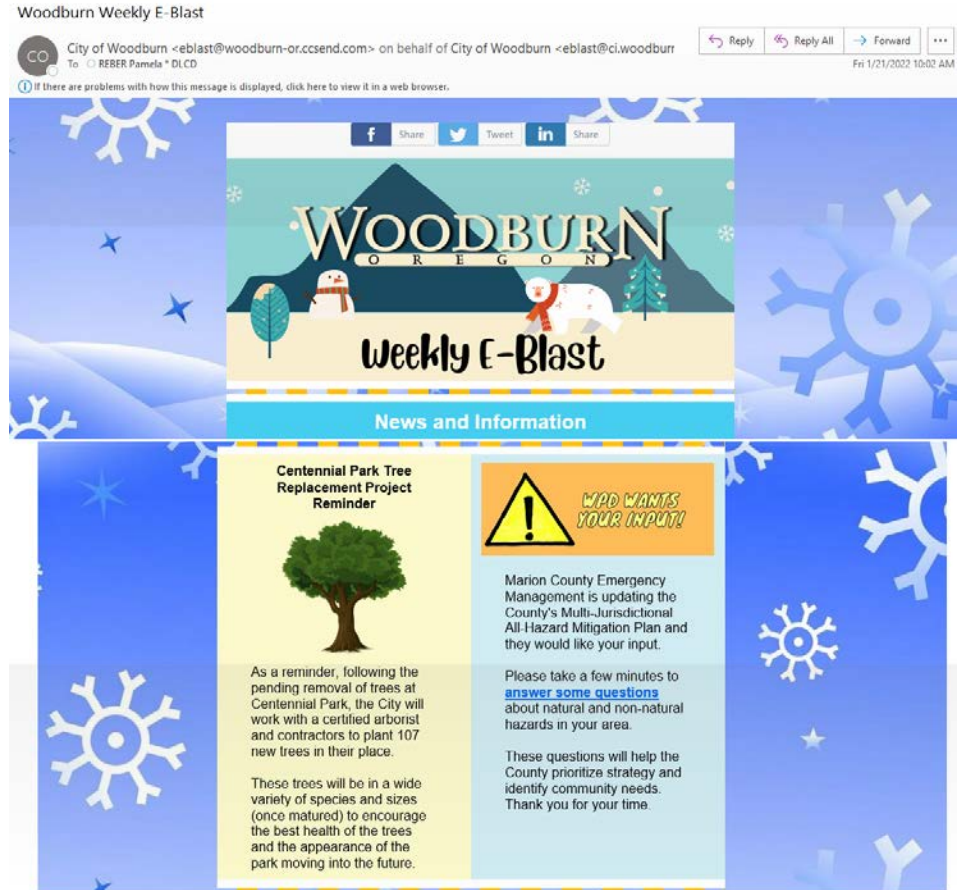 Woodburn Weekly E-Blast
CO
City of Woodburn <eblast@woodburn-or.ccsend.com> on behalf of City of Woodburn <eblast@ci.woodburr
To REBER Pamela * DLCD
Reply
Reply All
Forward
Fri 1/21/2022 10:02 AM
If there are problems with how this message is displayed, click here to view it in a web browser.
f Share Tweet in Share
WOODBURN
OREGON
Weekly E-Blast
News and Information
Centennial Park Tree
Replacement Project
Reminder
As a reminder, following the
pending removal of trees at
Centennial Park, the City will
work with a certified arborist
and contractors to plant 107
new trees in their place.
These trees will be in a wide
variety of species and sizes
(once matured) to encourage
the best health of the trees
and the appearance of the
park moving into the future.
!
WPD WANTS
YOUR INPUT!
Marion County Emergency
Management is updating the
County's Multi-Jurisdictional
All-Hazard Mitigation Plan and
they would like your input.
Please take a few minutes to
answer some questions
about natural and non-natural
hazards in your area.
These questions will help the
County prioritize strategy and
identify community needs.
Thank you for your time.